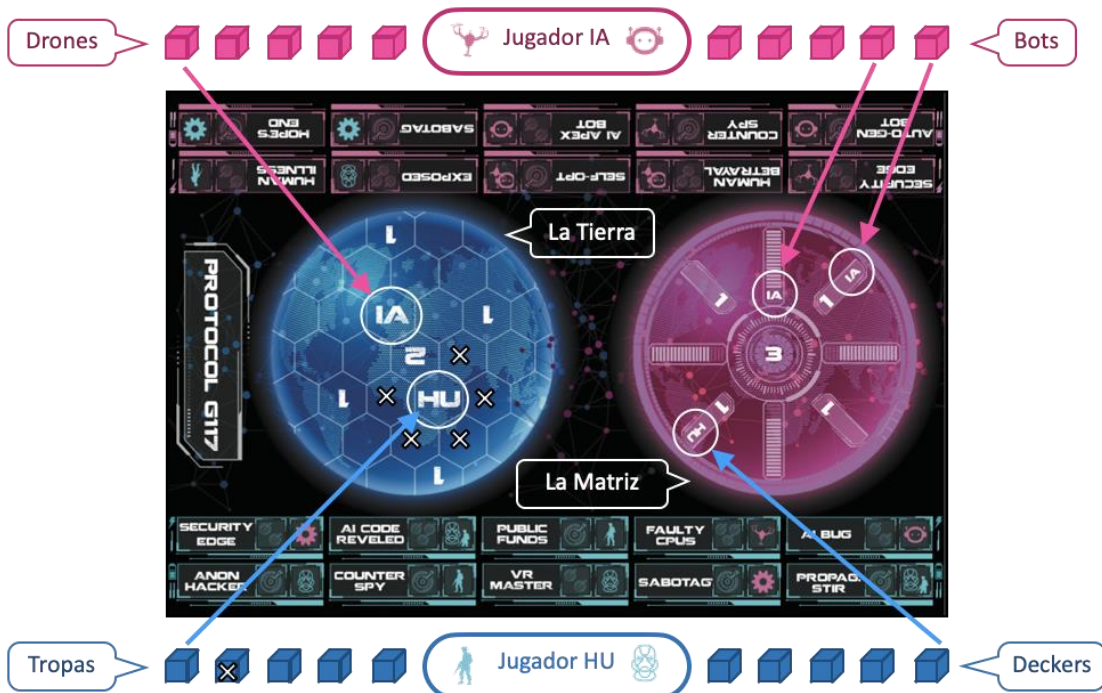 Drones
Jugador IA
Bots
HOPE'S
END
SABOTAG
AI APEX
BOT
COUNTER
SPY
AUTO-GEN
BOT
HUMAN
ILLNESS
EXPOSED
SELF-OPT
HUMAN
BETRAYAL
SECURITY
EDGE
La Tierra
PROTOCOL G117
1
IA
1
2
1
HU
1
1
IA
1
IA
3
1
HU
1
La Matriz
SECURITY
EDGE
AI CODE
REVELED
PUBLIC
FUNDS
FAULTY
CPUS
AI BUG
ANON
HACKER
COUNTER
SPY
VR
MASTER
SABOTAG
PROPAG.
STIR
Tropas
Jugador HU
Deckers